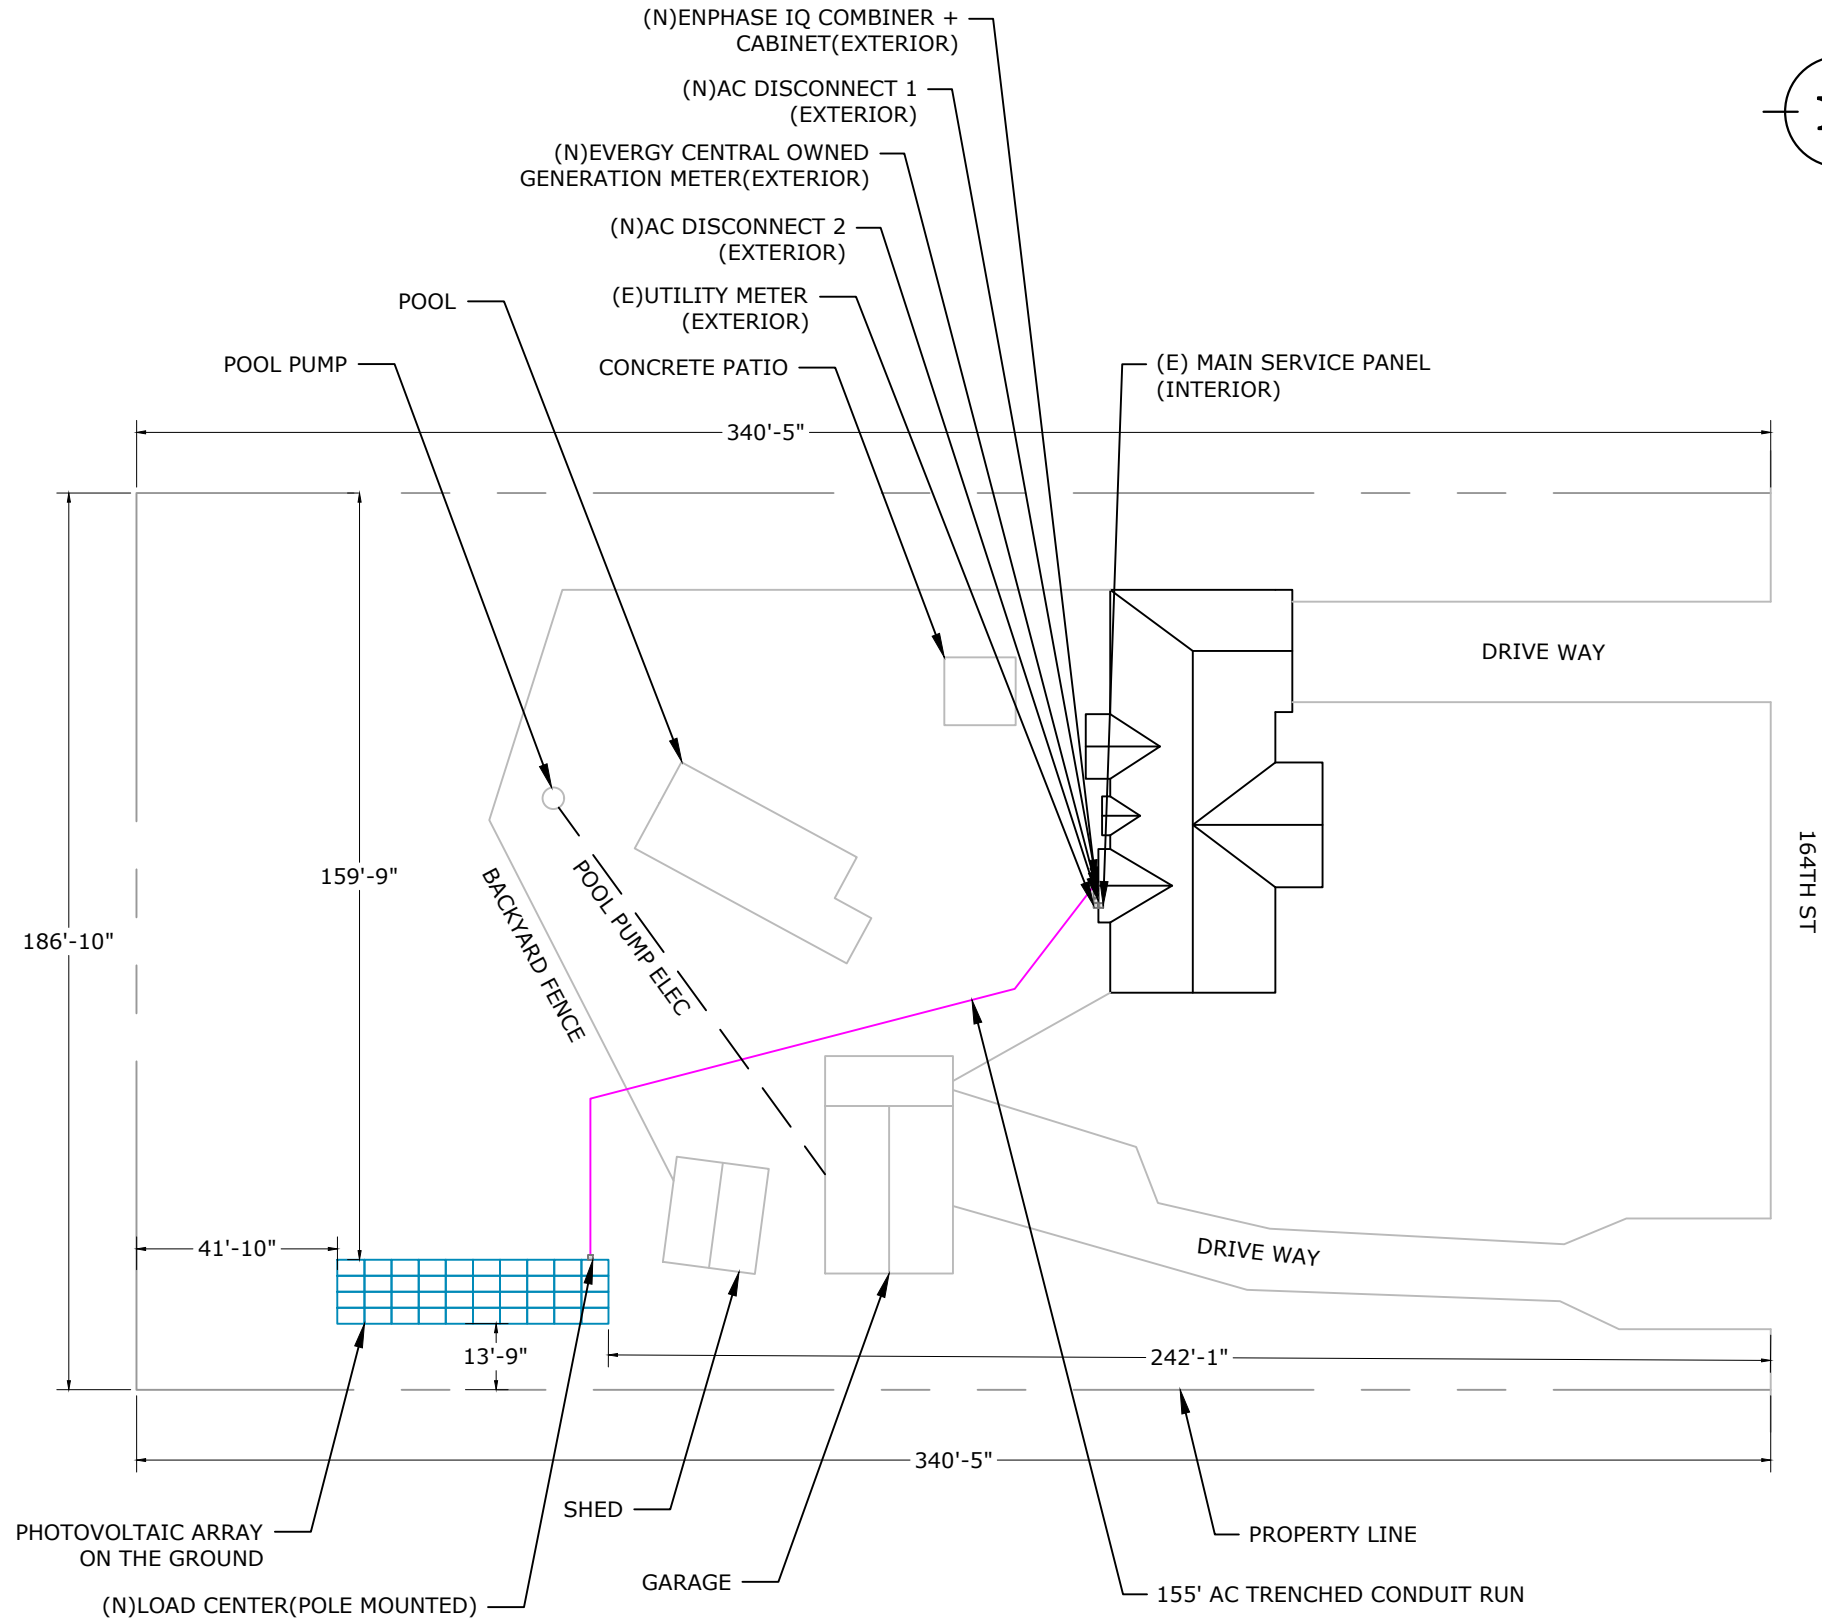 (N)ENPHASE IQ COMBINER +
CABINET(EXTERIOR)
(N)AC DISCONNECT 1
(EXTERIOR)
(N)EVERGY CENTRAL OWNED
GENERATION METER(EXTERIOR)
(N)AC DISCONNECT 2
(EXTERIOR)
(E)UTILITY METER
(EXTERIOR)
POOL
POOL PUMP
CONCRETE PATIO
(E) MAIN SERVICE PANEL
(INTERIOR)
340'-5"
DRIVE WAY
164TH ST
159'-9"
186'-10"
BACKYARD FENCE
POOL PUMP ELEC
41'-10"
DRIVE WAY
13'-9"
242'-1"
340'-5"
SHED
PHOTOVOLTAIC ARRAY
ON THE GROUND
PROPERTY LINE
GARAGE
155' AC TRENCHED CONDUIT RUN
(N)LOAD CENTER(POLE MOUNTED)